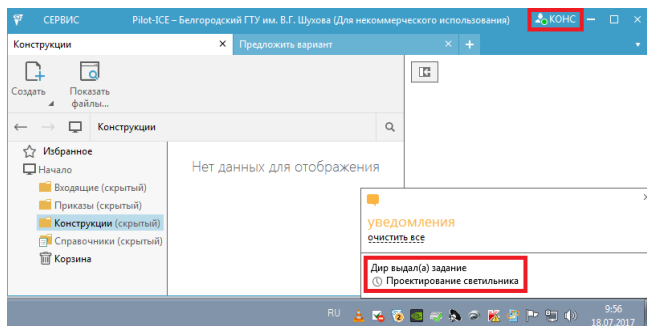 СЕРВИС
Pilot-ICE – Белгородский ГТУ им. В.Г. Шухова (Для некоммерческого использования)
КОНС
Конструкции
Предложить вариант
Создать
Показать
файлы...
Конструкции
Избранное
Начало
Входящие (скрытый)
Приказы (скрытый)
Конструкции (скрытый)
Справочники (скрытый)
Корзина
Нет данных для отображения
уведомления
очистить все
Дир выдал(а) задание
Проектирование светильника
RU
9:56
18.07.2017